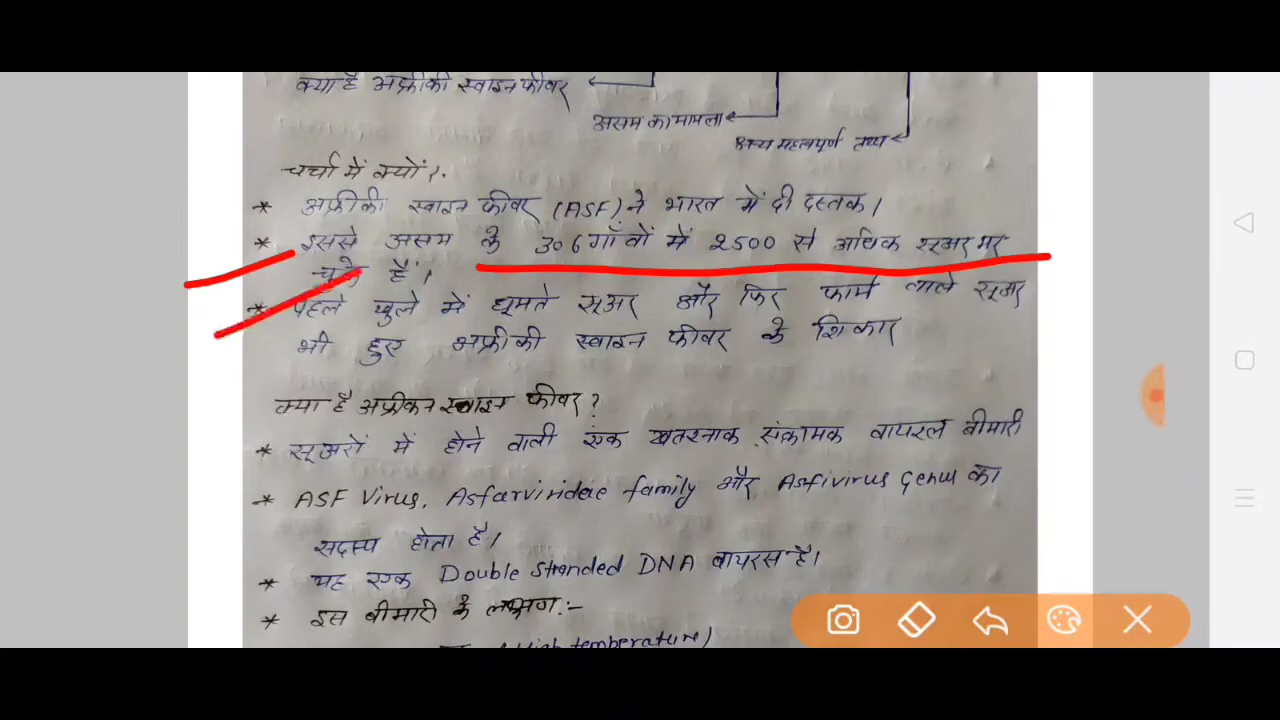 क्या है अफ्रीकी स्वाइन फीवर
असम का मामला
अन्य महत्वपूर्ण तथ्य
चर्चा में क्यों?
* अफ्रीकी स्वाइन फीवर (ASF) ने भारत में दी दस्तक।
* इससे असम के 306 गाँवों में 2500 से अधिक सूअर मर
चुके हैं।
* पहले खुले में घूमते सूअर और फिर फार्म वाले सूअर
भी हुए अफ्रीकी स्वाइन फीवर के शिकार
क्या है अफ्रीकन स्वाइन फीवर?
* सूअरों में होने वाली एक खतरनाक संक्रामक वायरल बीमारी
* ASF Virus, Asfarviridae family और Asfivirus Genus का
सदस्य होता है।
* यह एक Double Stranded DNA वायरस है।
* इस बीमारी के लक्षण :-
(High temperature)